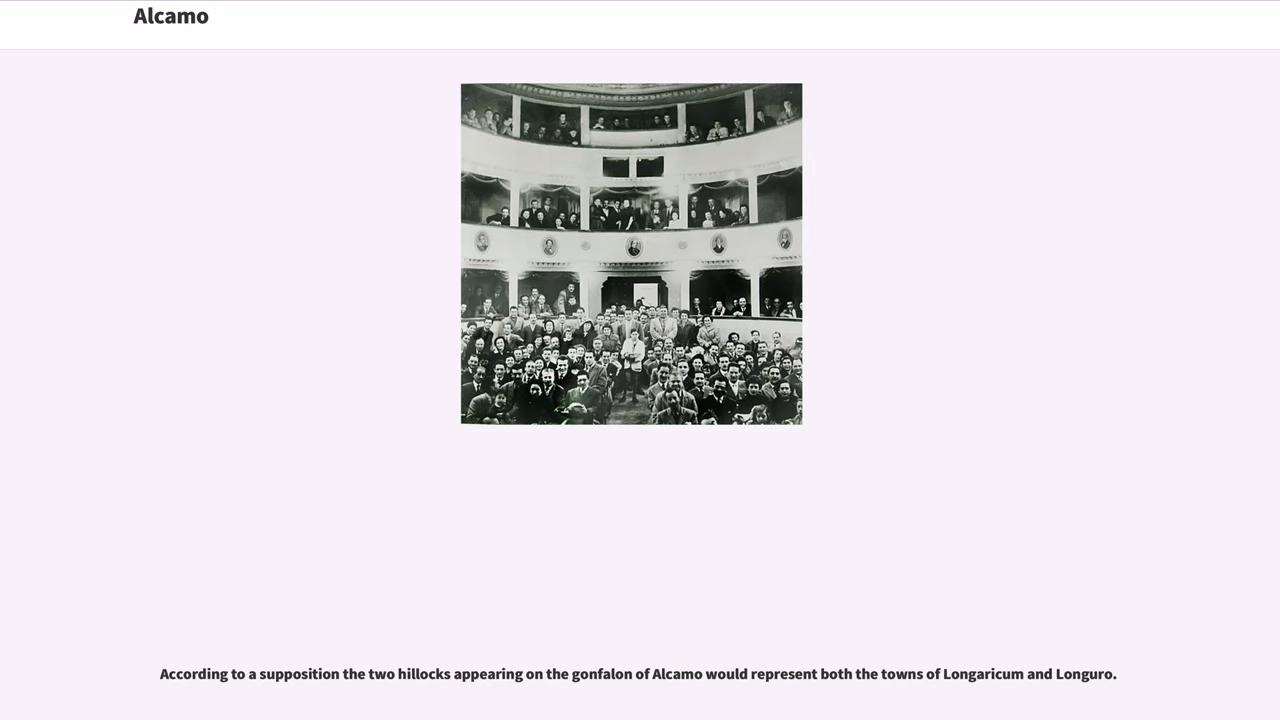 Alcamo
According to a supposition the two hillocks appearing on the gonfalon of Alcamo would represent both the towns of Longaricum and Longuro.